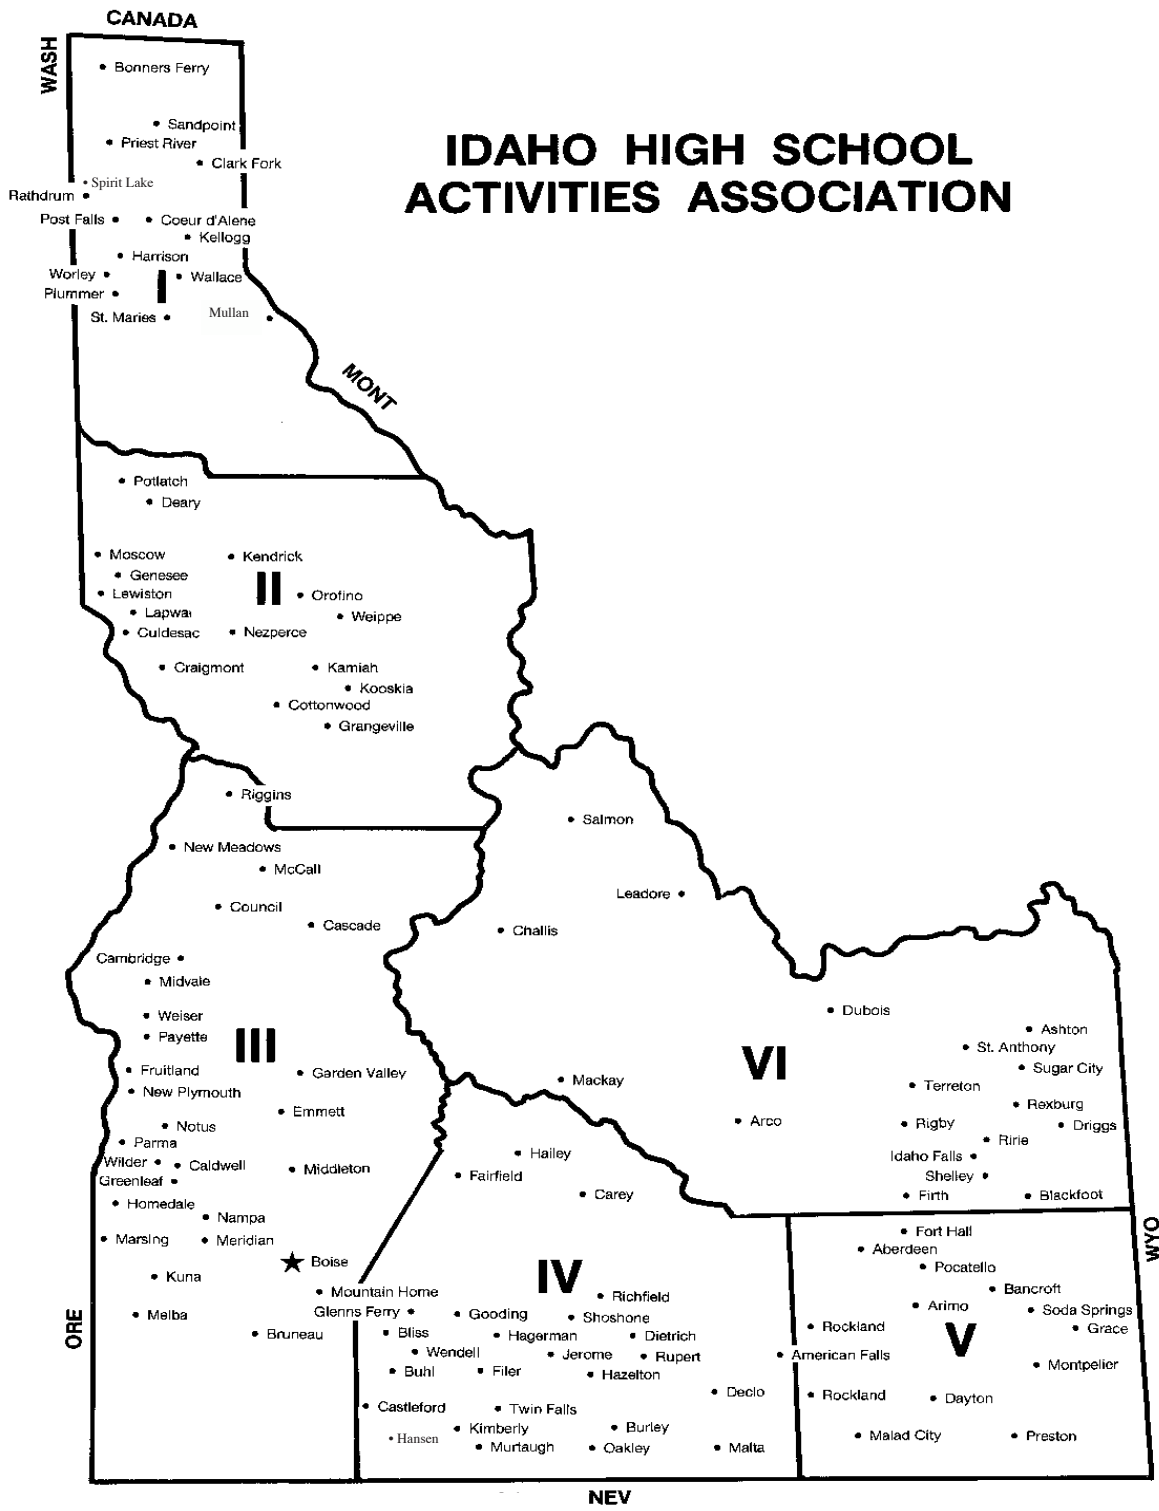 CANADA
WASH
Bonners Ferry
IDAHO HIGH SCHOOL
ACTIVITIES ASSOCIATION
Sandpoint
Priest River
Clark Fork
Spirit Lake
Rathdrum
Post Falls
Coeur d'Alene
Kellogg
Harrison
Worley
Wallace
I
Plummer
St. Maries
Mullan
MONT
Potlatch
Deary
Moscow
Kendrick
Genesee
II
Lewiston
Orofino
Lapwai
Weippe
Culdesac
Nezperce
Craigmont
Kamiah
Kooskia
Cottonwood
Grangeville
Riggins
Salmon
New Meadows
McCall
Leadore
Council
Cascade
Challis
Cambridge
Midvale
Dubois
Weiser
Ashton
Payette
III
St. Anthony
VI
Fruitland
Garden Valley
Sugar City
Mackay
Terreton
New Plymouth
Rexburg
Emmett
Arco
Rigby
Driggs
Notus
Ririe
Parma
Hailey
Idaho Falls
Wilder
Caldwell
Middleton
Fairfield
Shelley
Greenleaf
Carey
Firth
Blackfoot
Homedale
Nampa
Fort Hall
WYO
Marsing
Meridian
Aberdeen
Boise
Pocatello
Kuna
IV
Bancroft
Mountain Home
Richfield
Arimo
Soda Springs
Glenns Ferry
Gooding
Shoshone
Melba
ORE
Rockland
V
Grace
Bruneau
Bliss
Hagerman
Dietrich
Wendell
Jerome
Rupert
American Falls
Montpelier
Buhl
Filer
Hazelton
Declo
Rockland
Dayton
Castleford
Twin Falls
Kimberly
Burley
Hansen
Malad City
Preston
Murtaugh
Oakley
Malta
NEV